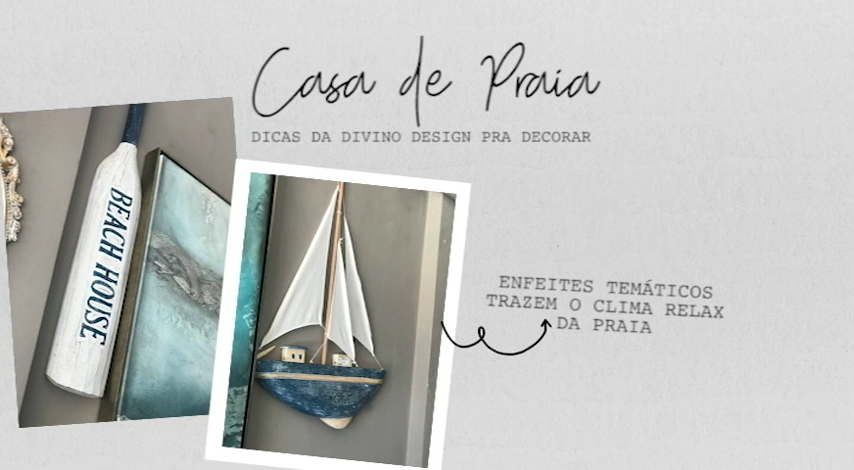 Casa de Praia
DICAS DA DIVINO DESIGN PRA DECORAR
BEACH HOUSE
ENFEITES TEMÁTICOS
TRAZEM O CLIMA RELAX
DA PRAIA